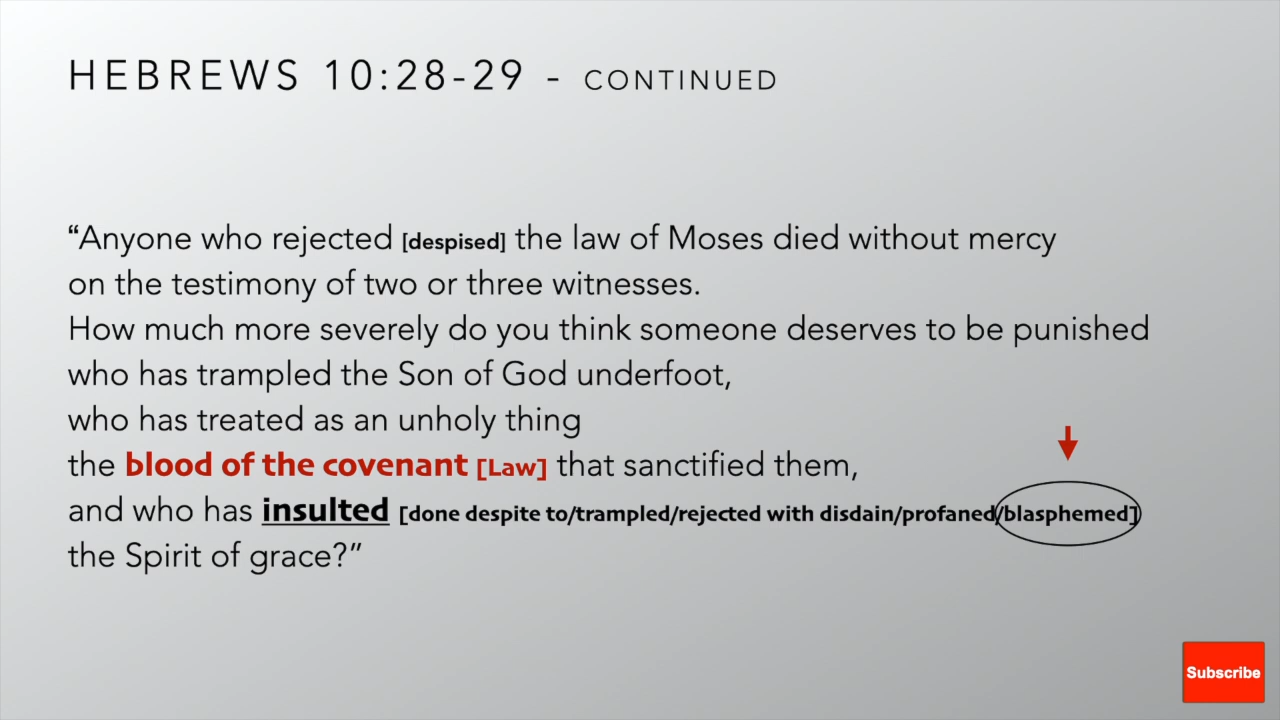 HEBREWS 10:28-29 - CONTINUED
“Anyone who rejected [despised] the law of Moses died without mercy
on the testimony of two or three witnesses.
How much more severely do you think someone deserves to be punished
who has trampled the Son of God underfoot,
who has treated as an unholy thing
the blood of the covenant [Law] that sanctified them,
and who has insulted [done despite to/trampled/rejected with disdain/profaned/blasphemed]
the Spirit of grace?”
Subscribe